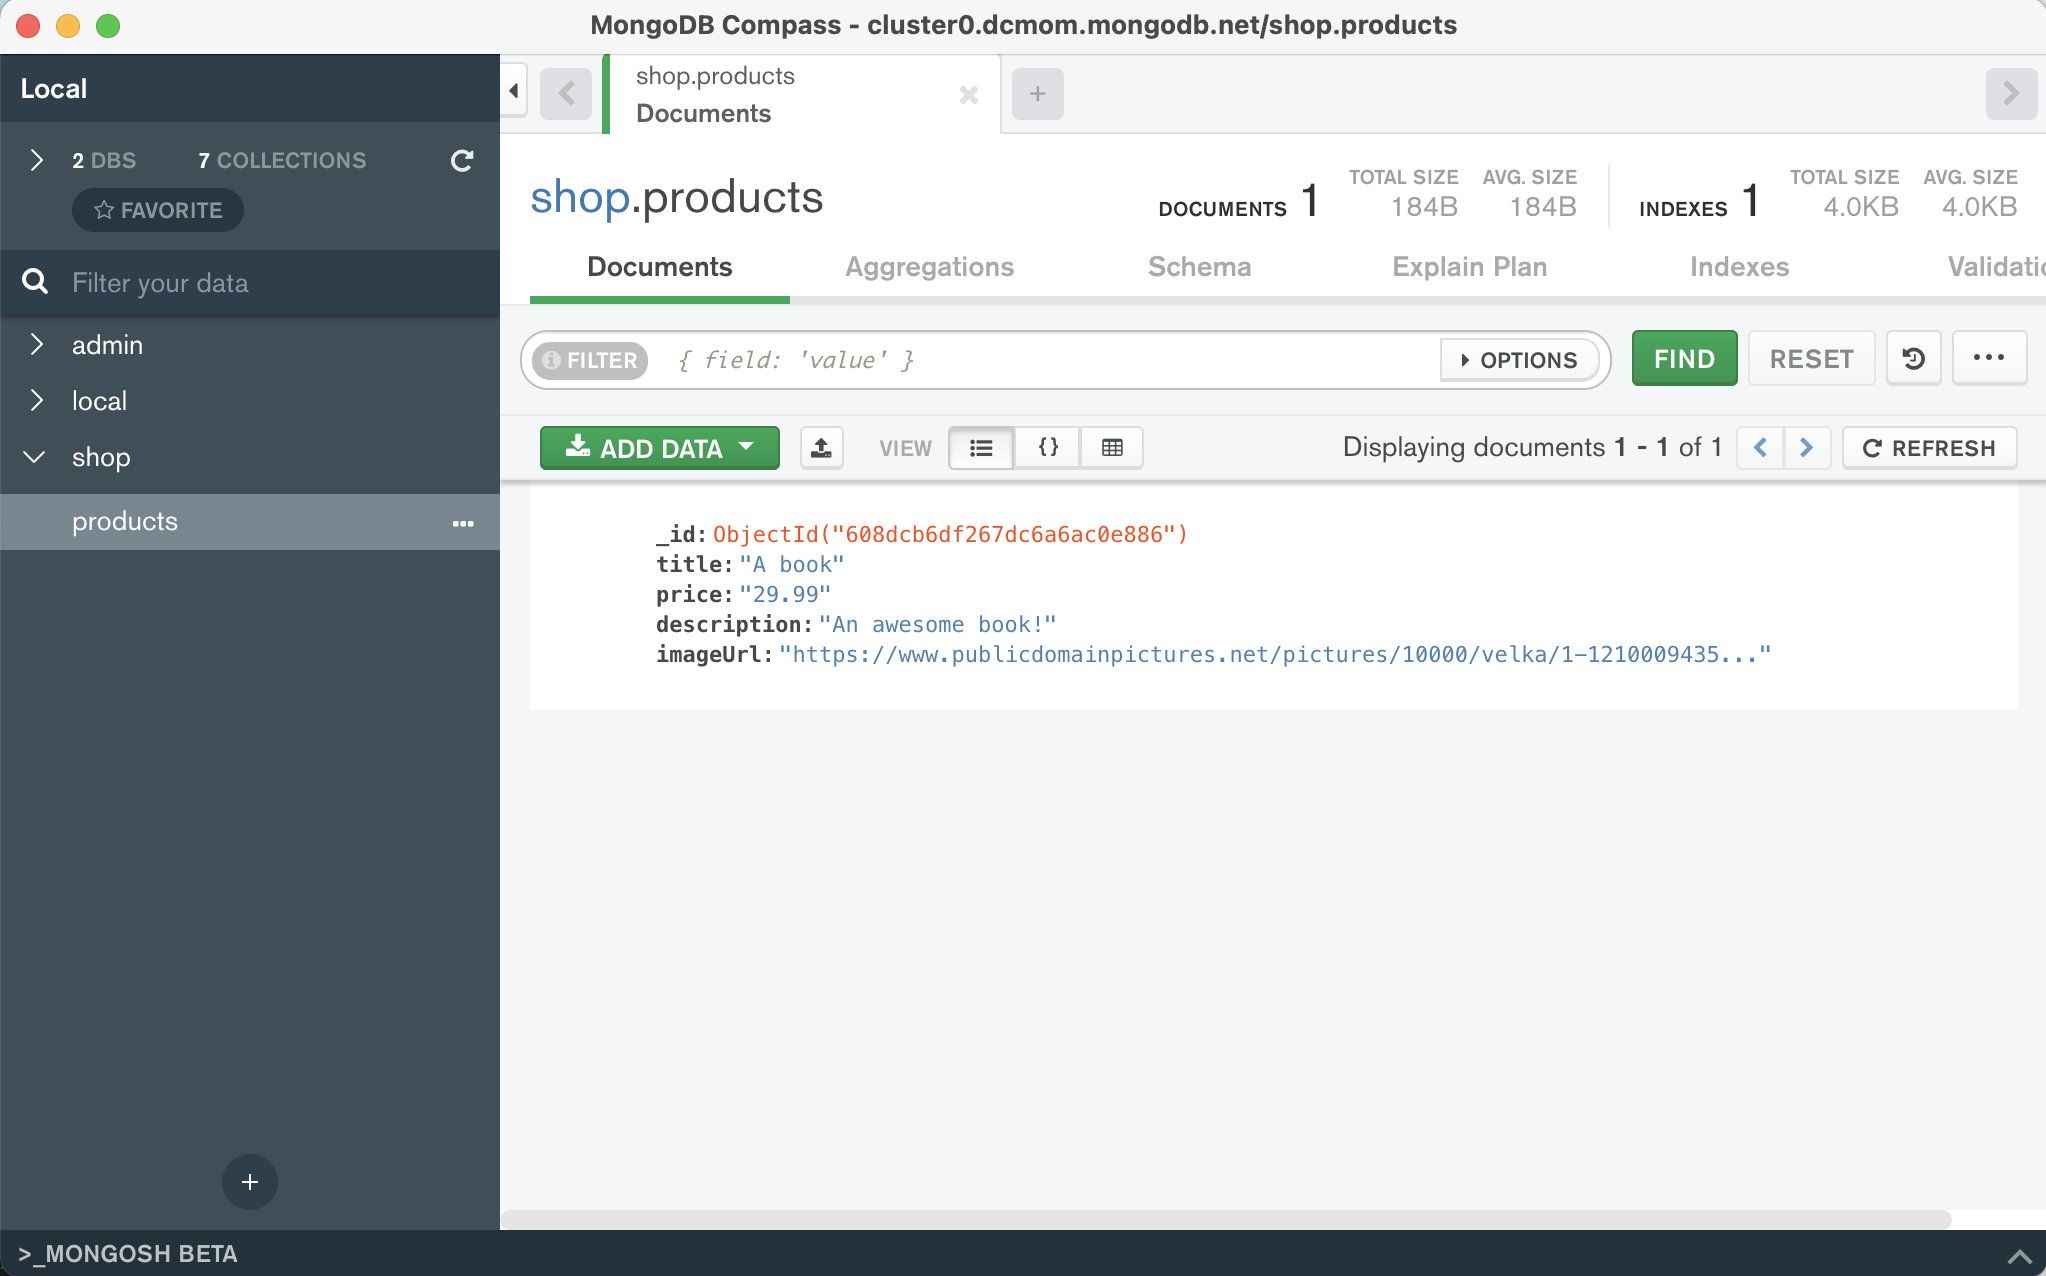 MongoDB Compass - cluster0.dcmom.mongodb.net/shop.products
Local
2 DBS 7 COLLECTIONS
FAVORITE
Filter your data
admin
local
shop
products
shop.products
Documents
+
shop.products
DOCUMENTS 1 TOTAL SIZE 184B AVG. SIZE 184B
INDEXES 1 TOTAL SIZE 4.0KB AVG. SIZE 4.0KB
Documents Aggregations Schema Explain Plan Indexes Validatio
FILTER { field: 'value' } OPTIONS FIND RESET
ADD DATA VIEW {} Displaying documents 1 - 1 of 1 REFRESH
_id: ObjectId("608dcb6df267dc6a6ac0e886")
title: "A book"
price: "29.99"
description: "An awesome book!"
imageUrl: "https://www.publicdomainpictures.net/pictures/10000/velka/1-1210009435..."
+
>_MONGOSH BETA